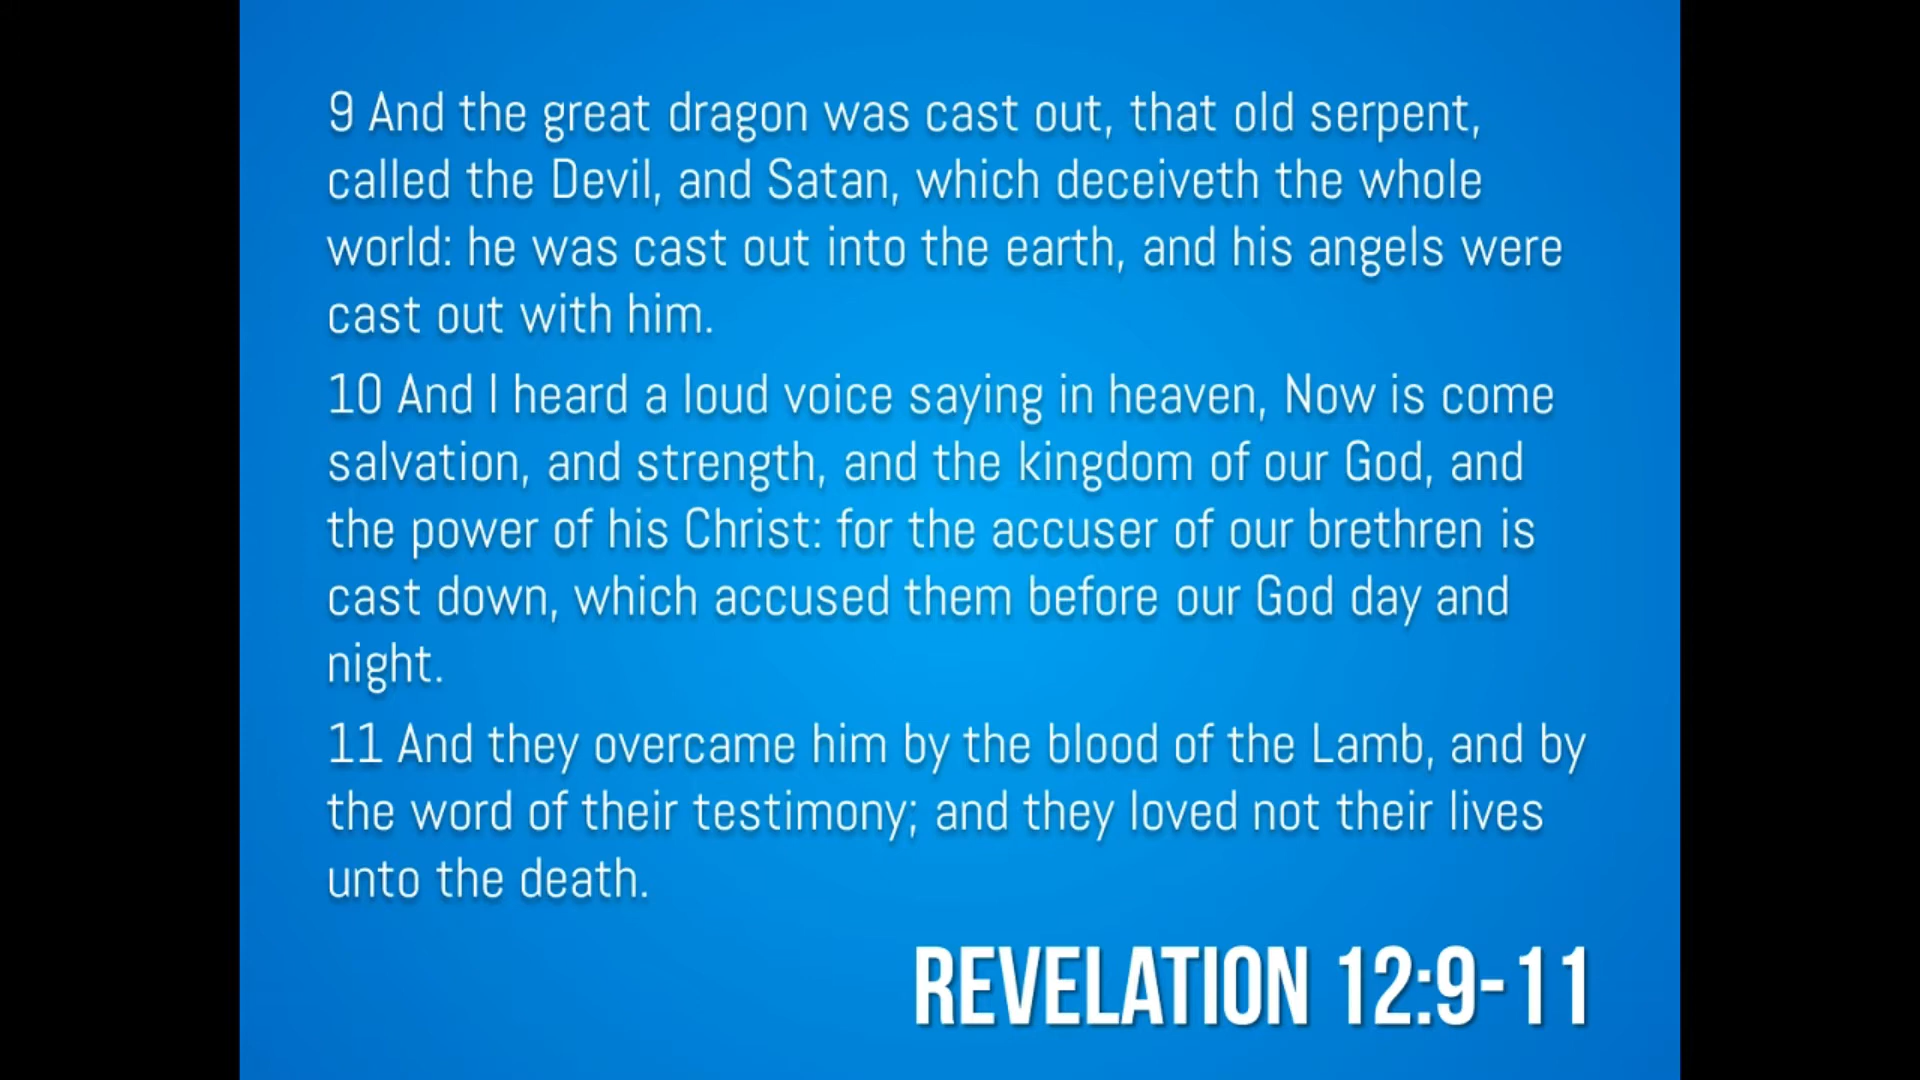 9 And the great dragon was cast out, that old serpent,
called the Devil, and Satan, which deceiveth the whole
world: he was cast out into the earth, and his angels were
cast out with him.
10 And I heard a loud voice saying in heaven, Now is come
salvation, and strength, and the kingdom of our God, and
the power of his Christ: for the accuser of our brethren is
cast down, which accused them before our God day and
night.
11 And they overcame him by the blood of the Lamb, and by
the word of their testimony; and they loved not their lives
unto the death.
REVELATION 12:9-11